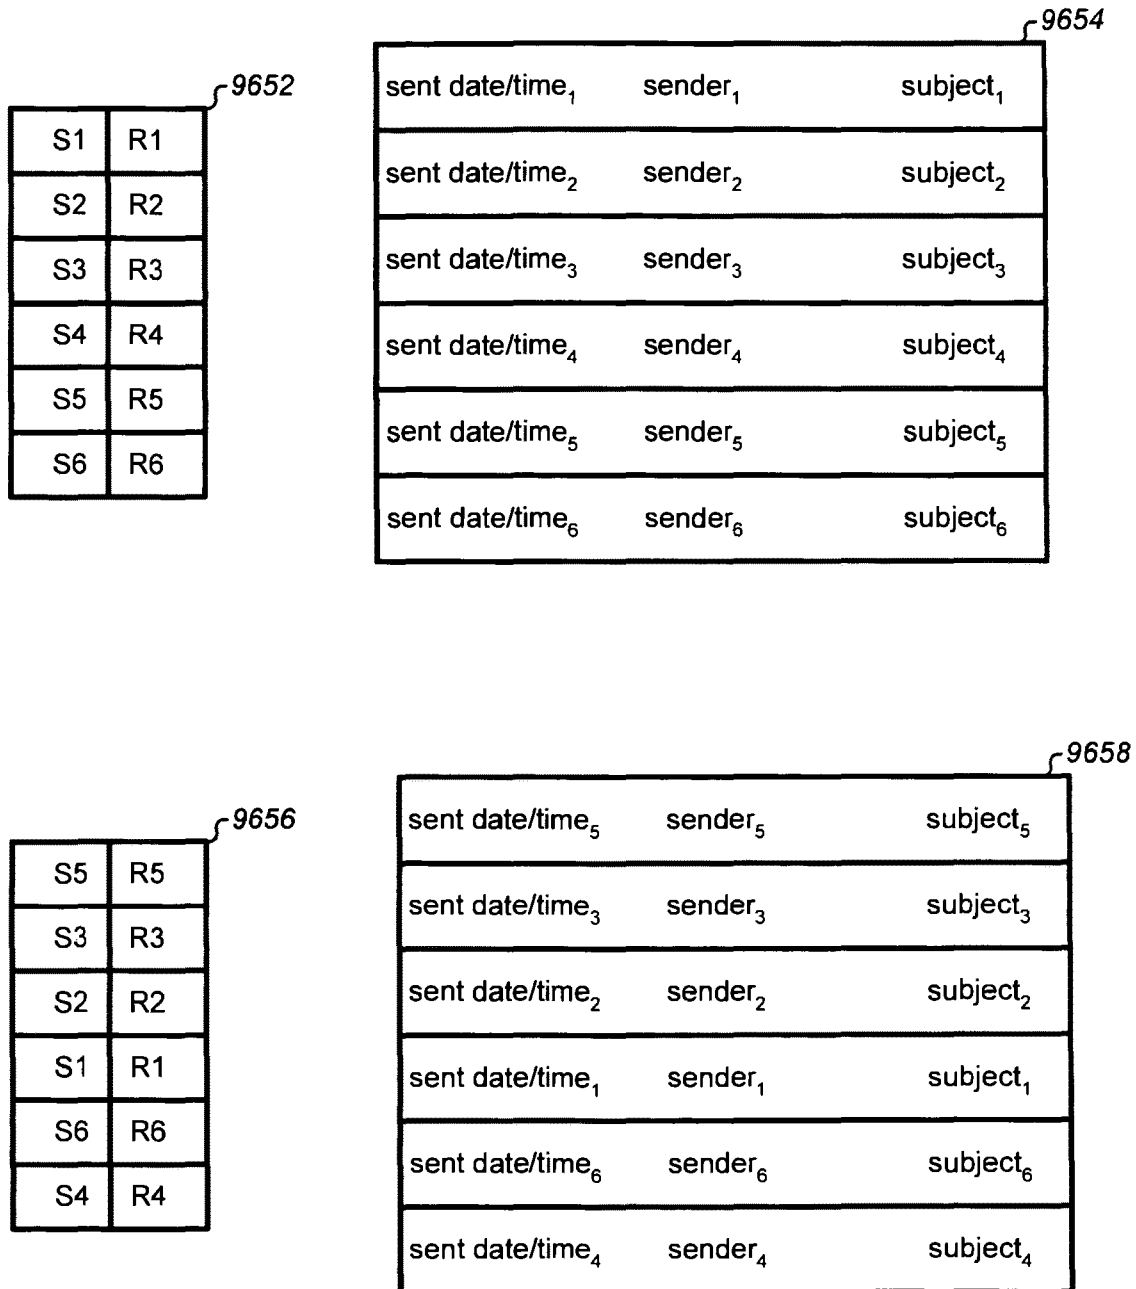 9654
sent date/time₁ sender₁ subject₁
sent date/time₂ sender₂ subject₂
sent date/time₃ sender₃ subject₃
sent date/time₄ sender₄ subject₄
sent date/time₅ sender₅ subject₅
sent date/time₆ sender₆ subject₆
9652
S1 R1
S2 R2
S3 R3
S4 R4
S5 R5
S6 R6
9658
sent date/time₅ sender₅ subject₅
sent date/time₃ sender₃ subject₃
sent date/time₂ sender₂ subject₂
sent date/time₁ sender₁ subject₁
sent date/time₆ sender₆ subject₆
sent date/time₄ sender₄ subject₄
9656
S5 R5
S3 R3
S2 R2
S1 R1
S6 R6
S4 R4